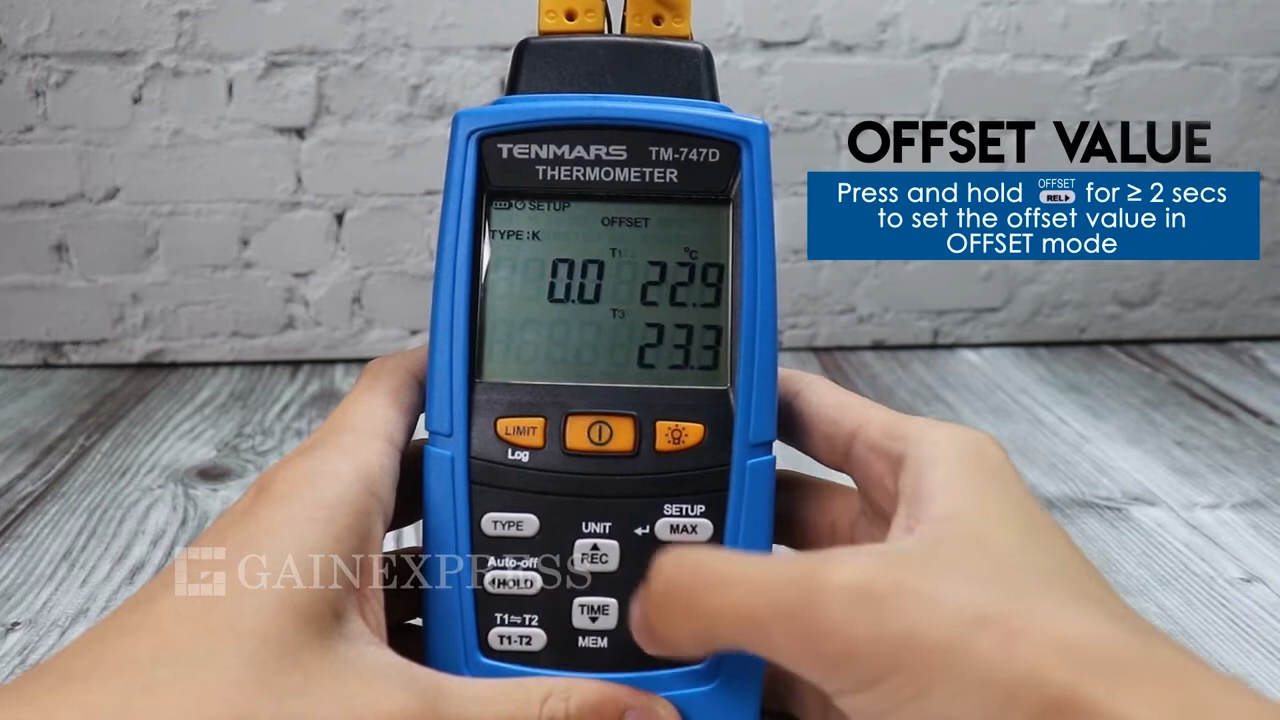 OFFSET VALUE
Press and hold OFFSET REL for ≥ 2 secs
to set the offset value in
OFFSET mode
TENMARS TM-747D
THERMOMETER
SETUP
OFFSET
TYPE:K
T1 °C
0.0 22.9
T3
23.3
LIMIT
Log
TYPE
UNIT
REC
SETUP
MAX
Auto-off
HOLD
T1⇋T2
T1-T2
TIME
MEM
GAINEXPRESS